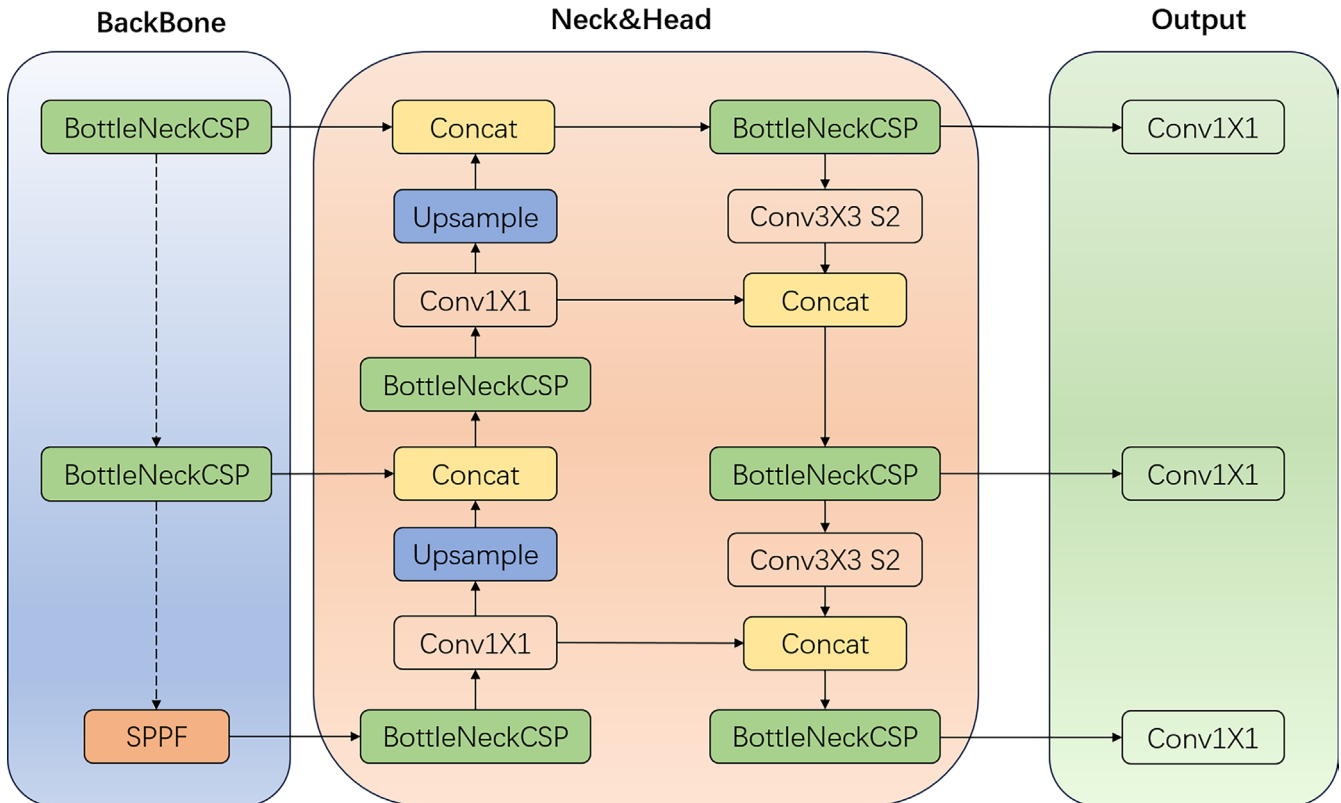 BackBone
Neck&Head
Output
BottleNeckCSP
Concat
BottleNeckCSP
Conv1X1
Upsample
Conv3X3 S2
Conv1X1
Concat
BottleNeckCSP
BottleNeckCSP
Concat
BottleNeckCSP
Conv1X1
Upsample
Conv3X3 S2
Conv1X1
Concat
SPPF
BottleNeckCSP
BottleNeckCSP
Conv1X1